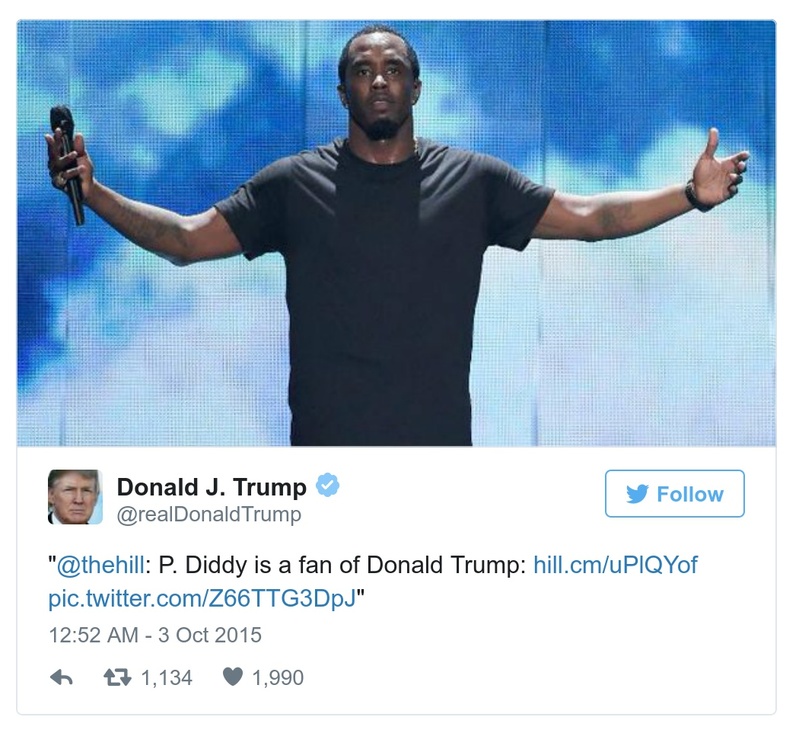 Donald J. Trump
Follow
@realDonaldTrump
"@thehill: P. Diddy is a fan of Donald Trump: hill.cm/uPlQYof
pic.twitter.com/Z66TTG3DpJ"
12:52 AM - 3 Oct 2015
1,134 1,990